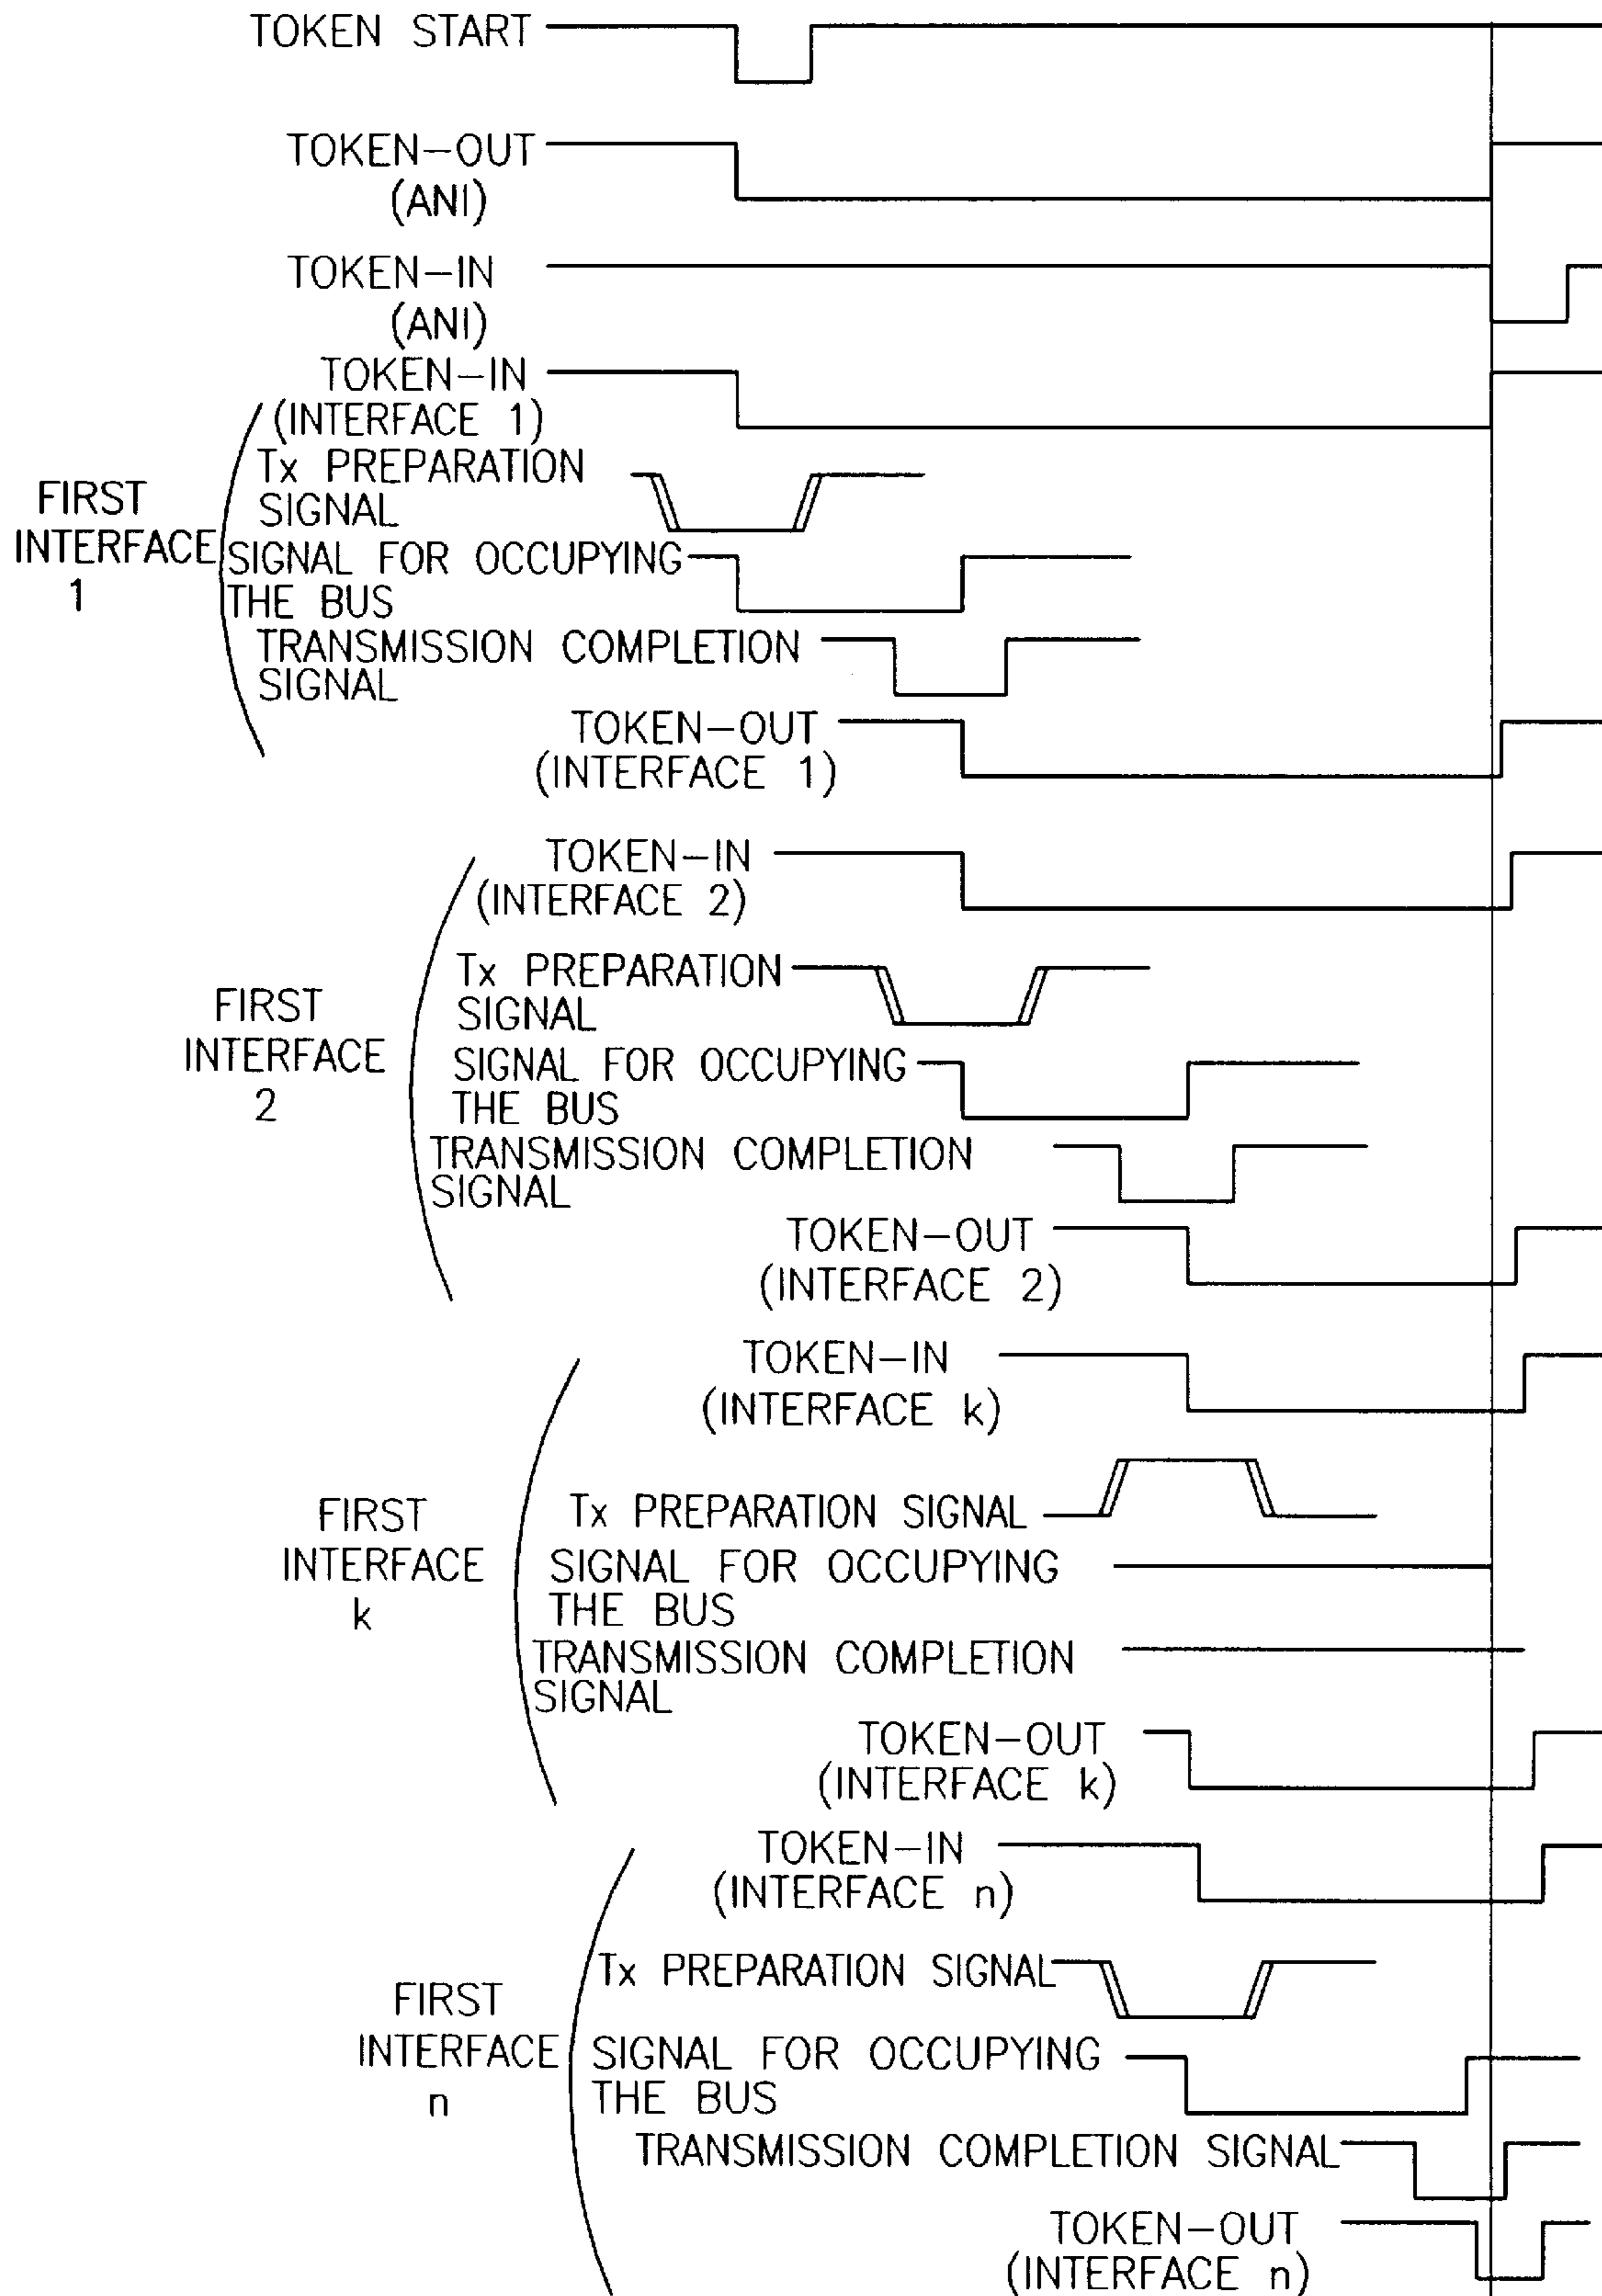 TOKEN START
TOKEN-OUT
(ANI)
TOKEN-IN
(ANI)
TOKEN-IN
(INTERFACE 1)
FIRST
INTERFACE
1
Tx PREPARATION
SIGNAL
SIGNAL FOR OCCUPYING
THE BUS
TRANSMISSION COMPLETION
SIGNAL
TOKEN-OUT
(INTERFACE 1)
TOKEN-IN
(INTERFACE 2)
FIRST
INTERFACE
2
Tx PREPARATION
SIGNAL
SIGNAL FOR OCCUPYING
THE BUS
TRANSMISSION COMPLETION
SIGNAL
TOKEN-OUT
(INTERFACE 2)
TOKEN-IN
(INTERFACE k)
FIRST
INTERFACE
k
Tx PREPARATION SIGNAL
SIGNAL FOR OCCUPYING
THE BUS
TRANSMISSION COMPLETION
SIGNAL
TOKEN-OUT
(INTERFACE k)
TOKEN-IN
(INTERFACE n)
FIRST
INTERFACE
n
Tx PREPARATION SIGNAL
SIGNAL FOR OCCUPYING
THE BUS
TRANSMISSION COMPLETION SIGNAL
TOKEN-OUT
(INTERFACE n)